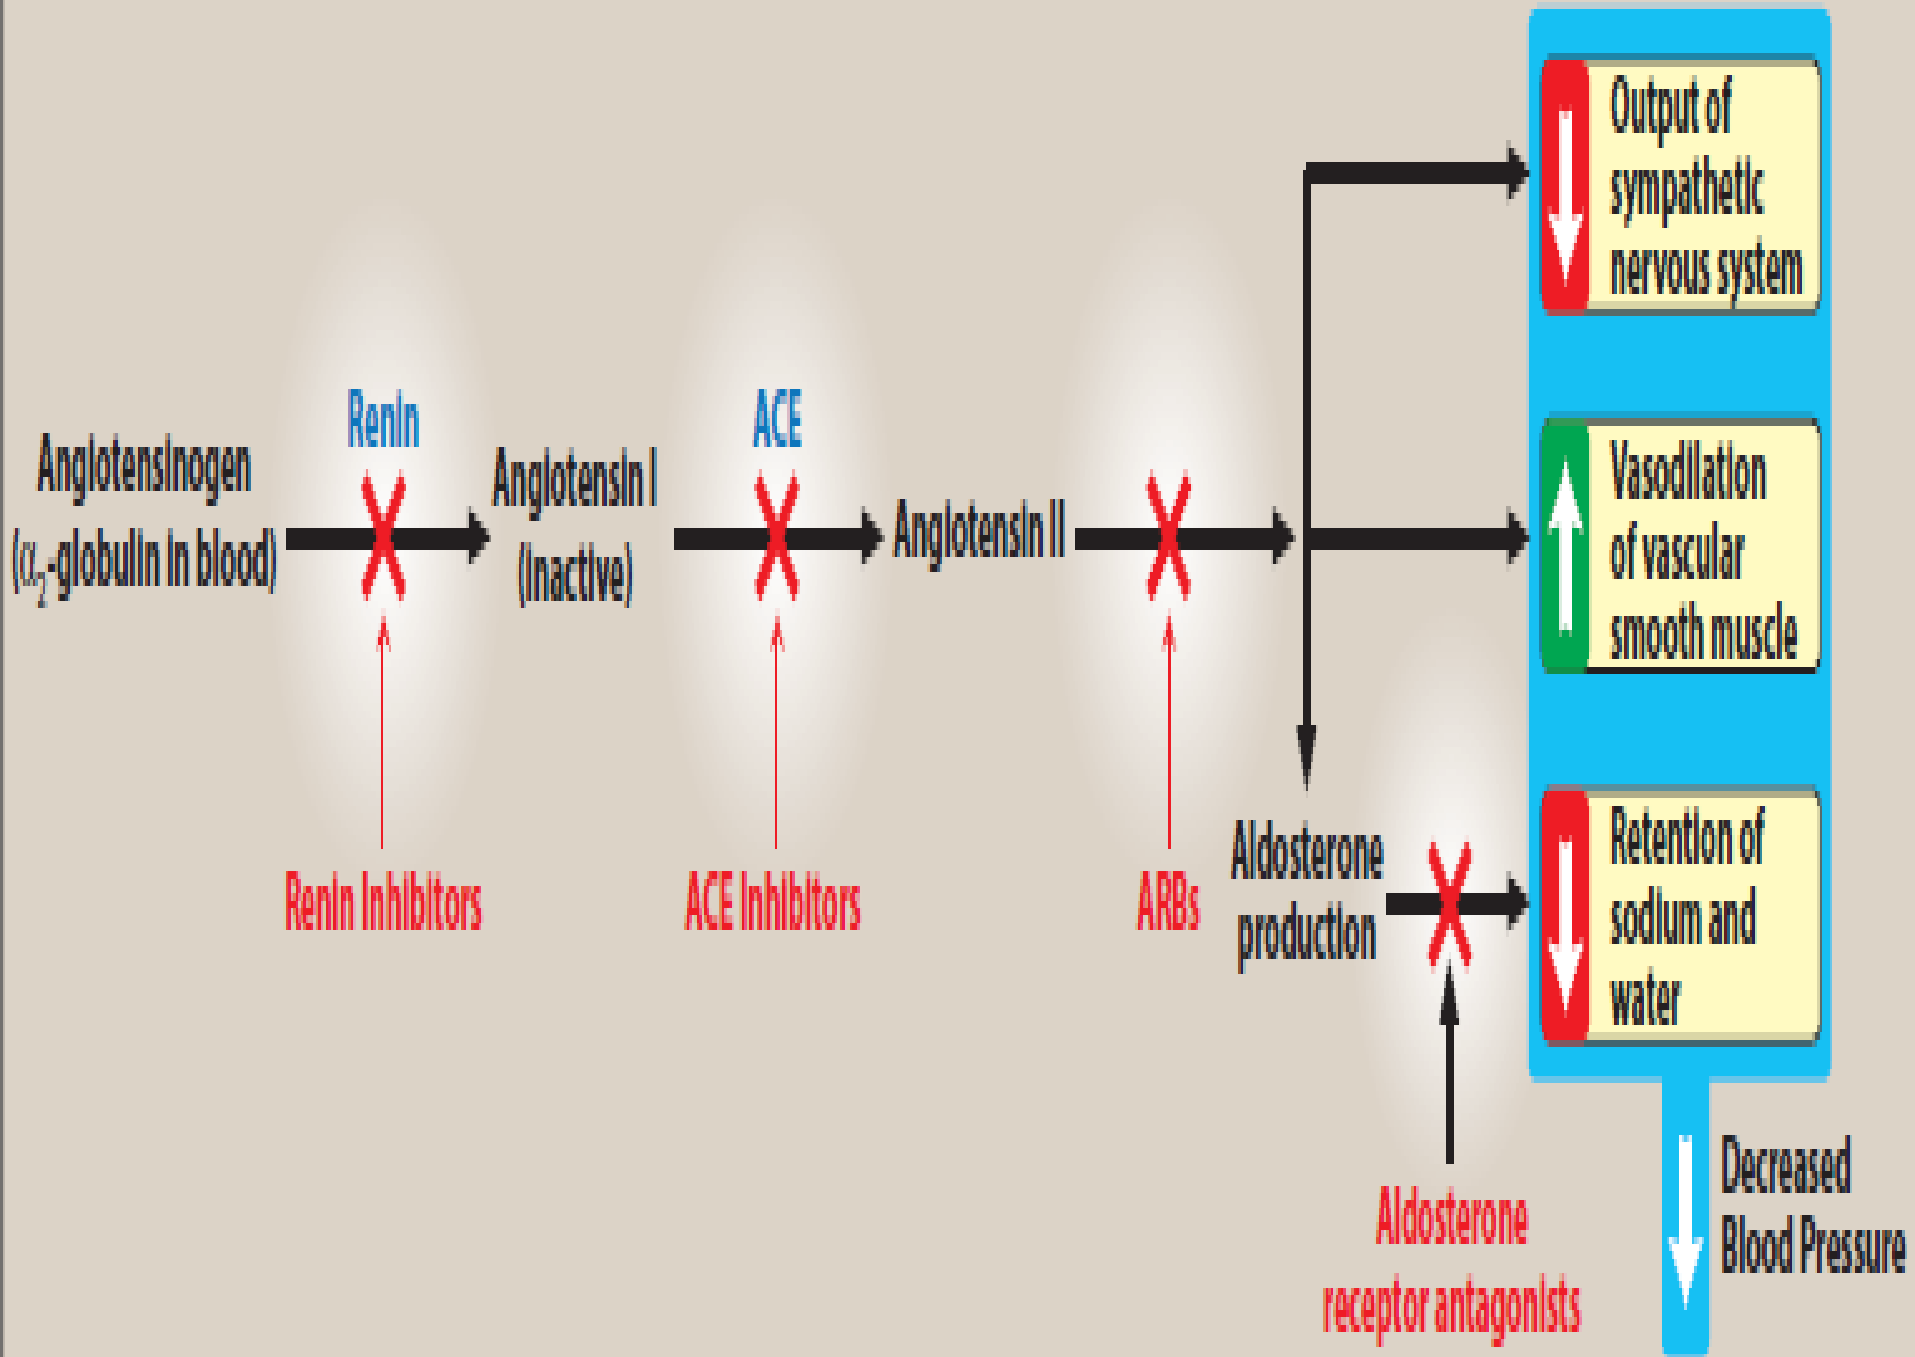 Output of
sympathetic
nervous system
Renin
ACE
Angiotensinogen
(α₂-globulin in blood)
Angiotensin I
(inactive)
Angiotensin II
Vasodilation
of vascular
smooth muscle
Renin Inhibitors
ACE Inhibitors
ARBs
Aldosterone
production
Retention of
sodium and
water
Aldosterone
receptor antagonists
Decreased
Blood Pressure